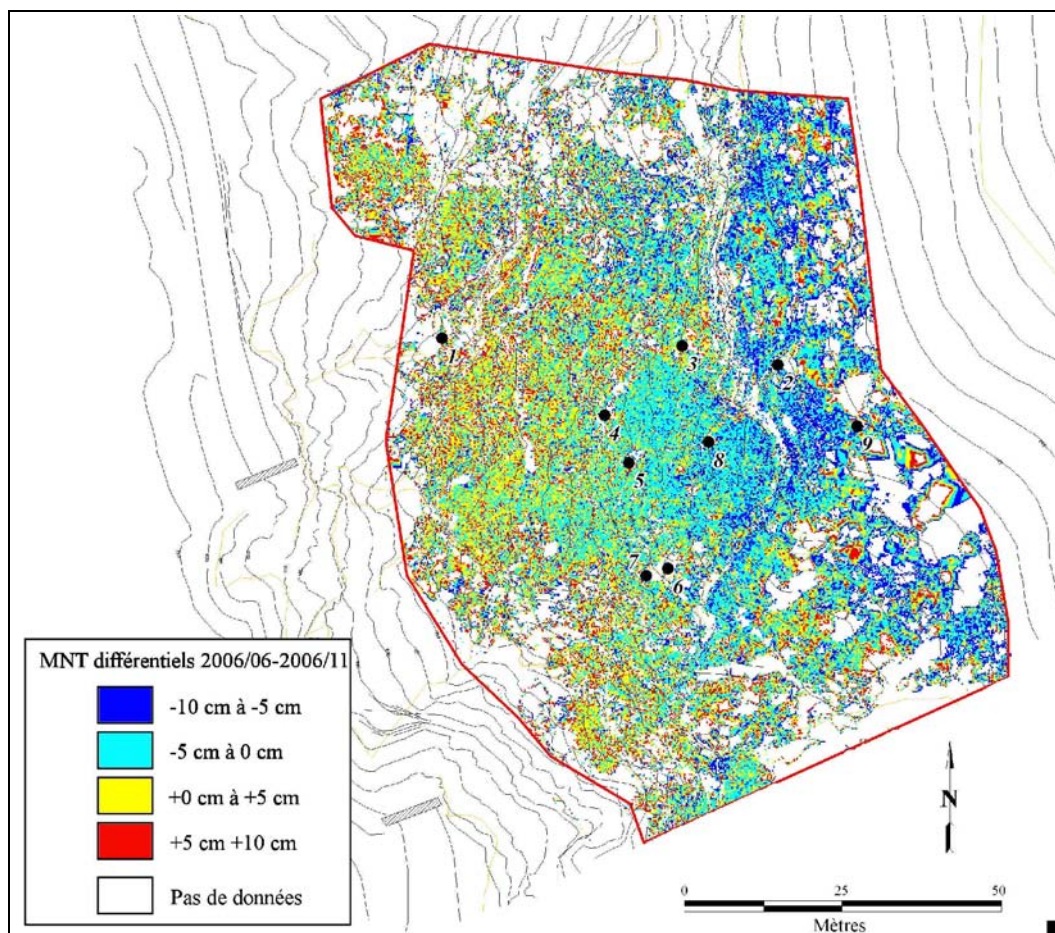 1
3
2
4
9
8
5
7
6
MNT différentiels 2006/06-2006/11
-10 cm à -5 cm
-5 cm à 0 cm
+0 cm à +5 cm
+5 cm +10 cm
Pas de données
N
0 25 50
Mètres